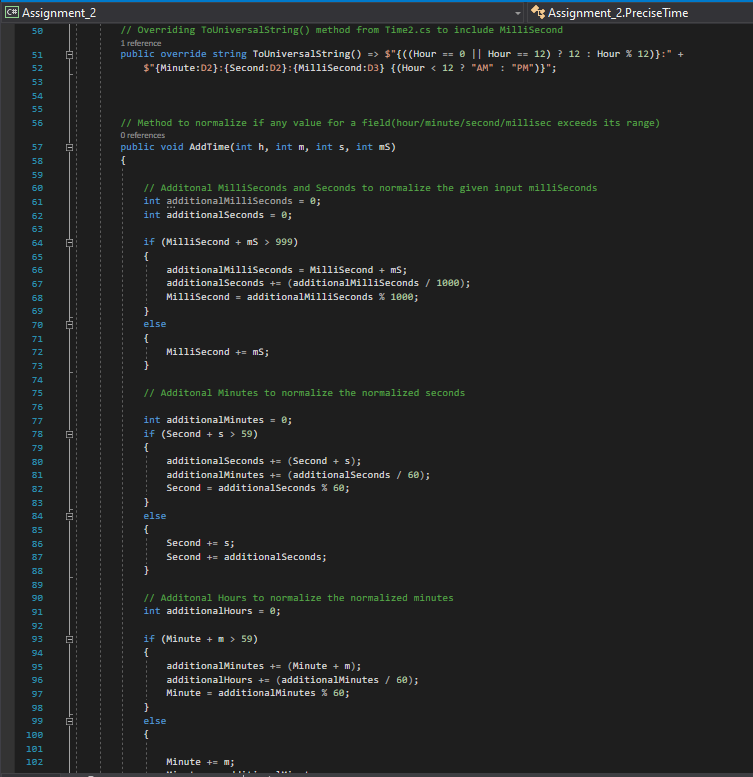 C# Assignment_2
Assignment_2.PreciseTime
50 // Overriding ToUniversalString() method from Time2.cs to include MilliSecond
1 reference
51 public override string ToUniversalString() => $"{((Hour == 0 || Hour == 12) ? 12 : Hour % 12)}:" +
52 $"{Minute:D2}:{Second:D2}:{MilliSecond:D3} {(Hour < 12 ? "AM" : "PM")}";
53
54
55
56 // Method to normalize if any value for a field(hour/minute/second/millisec exceeds its range)
0 references
57 public void AddTime(int h, int m, int s, int mS)
58 {
59
60 // Additonal MilliSeconds and Seconds to normalize the given input milliSeconds
61 int additionalMilliSeconds = 0;
62 int additionalSeconds = 0;
63
64 if (MilliSecond + mS > 999)
65 {
66 additionalMilliSeconds = MilliSecond + mS;
67 additionalSeconds += (additionalMilliSeconds / 1000);
68 MilliSecond = additionalMilliSeconds % 1000;
69 }
70 else
71 {
72 MilliSecond += mS;
73 }
74
75 // Additonal Minutes to normalize the normalized seconds
76
77 int additionalMinutes = 0;
78 if (Second + s > 59)
79 {
80 additionalSeconds += (Second + s);
81 additionalMinutes += (additionalSeconds / 60);
82 Second = additionalSeconds % 60;
83 }
84 else
85 {
86 Second += s;
87 Second += additionalSeconds;
88 }
89
90 // Additonal Hours to normalize the normalized minutes
91 int additionalHours = 0;
92
93 if (Minute + m > 59)
94 {
95 additionalMinutes += (Minute + m);
96 additionalHours += (additionalMinutes / 60);
97 Minute = additionalMinutes % 60;
98 }
99 else
100 {
101
102 Minute += m;